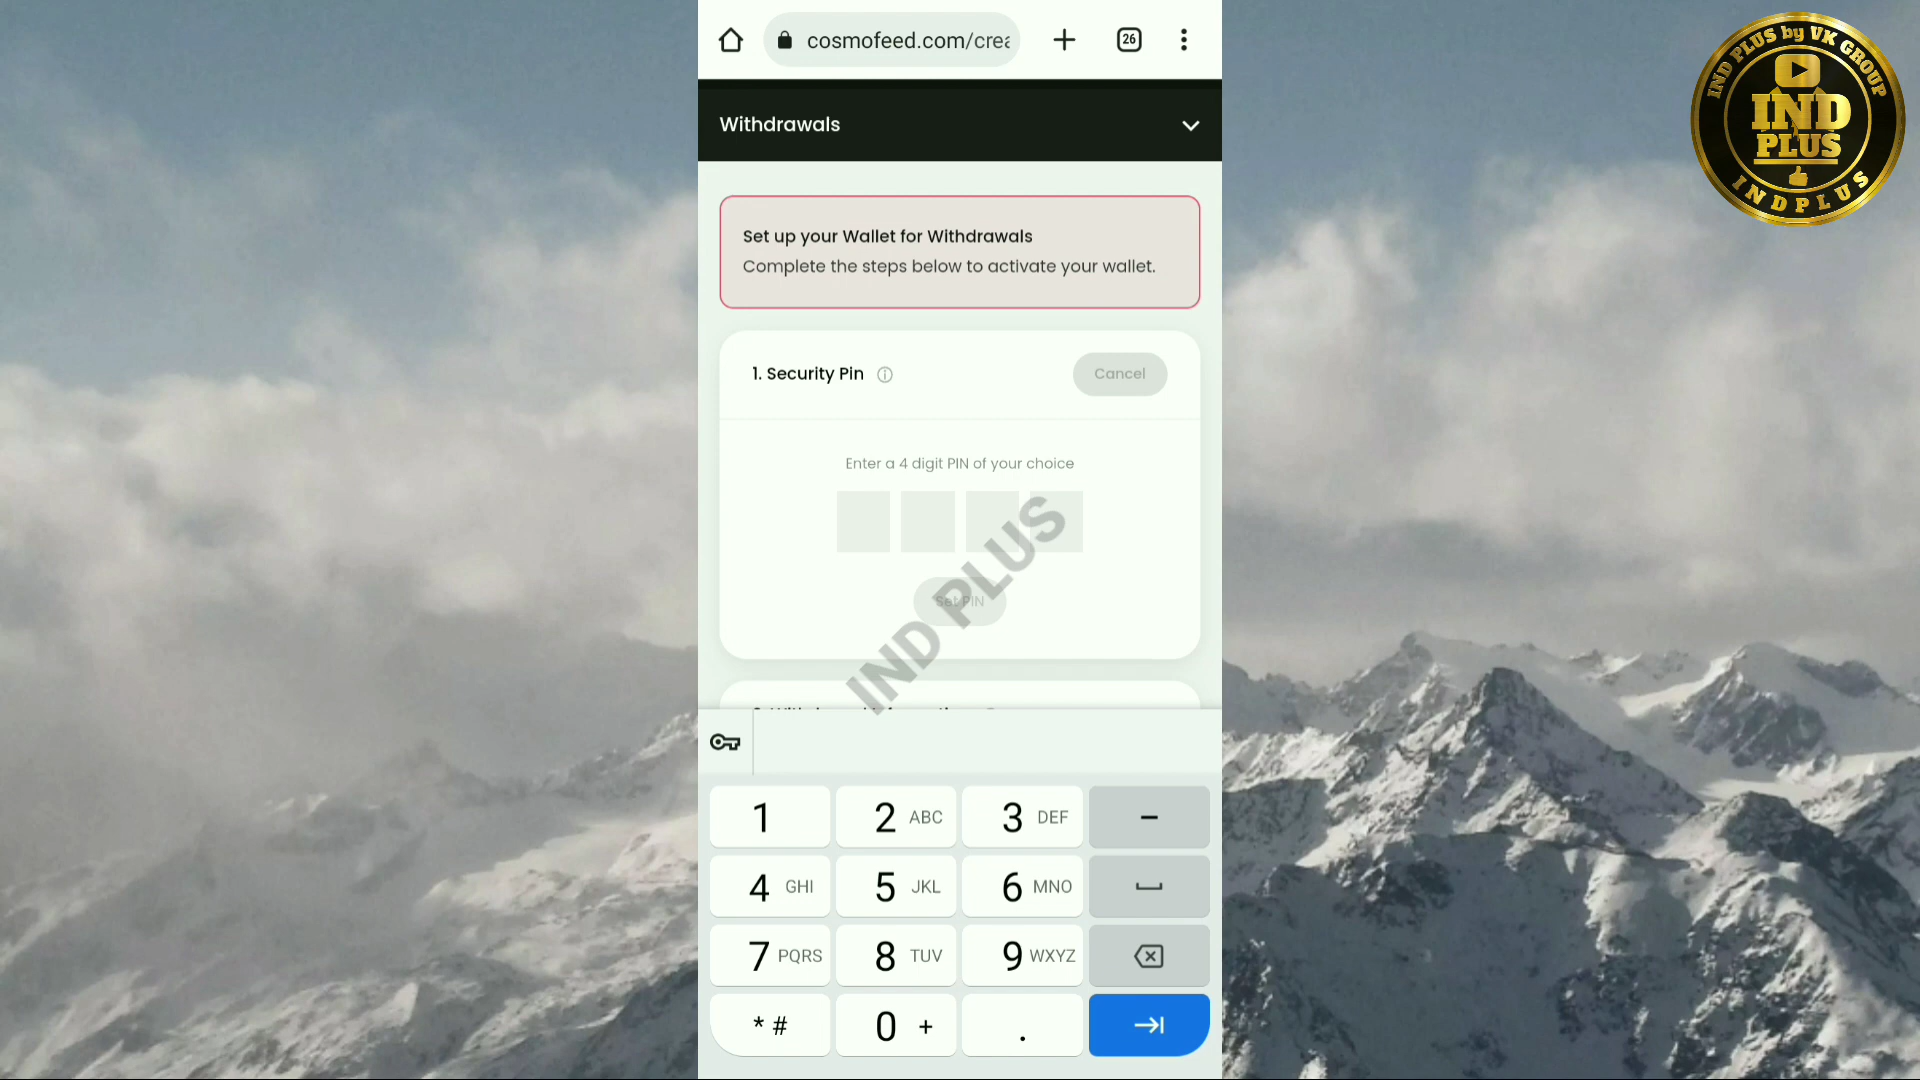 cosmofeed.com/crea
26
Withdrawals
Set up your Wallet for Withdrawals
Complete the steps below to activate your wallet.
1. Security Pin
Cancel
Enter a 4 digit PIN of your choice
Set PIN
IND PLUS
1
2 ABC
3 DEF
-
4 GHI
5 JKL
6 MNO
7 PQRS
8 TUV
9 WXYZ
* #
0 +
.
IND PLUS by VK GROUP
IND
PLUS
INDPLUS